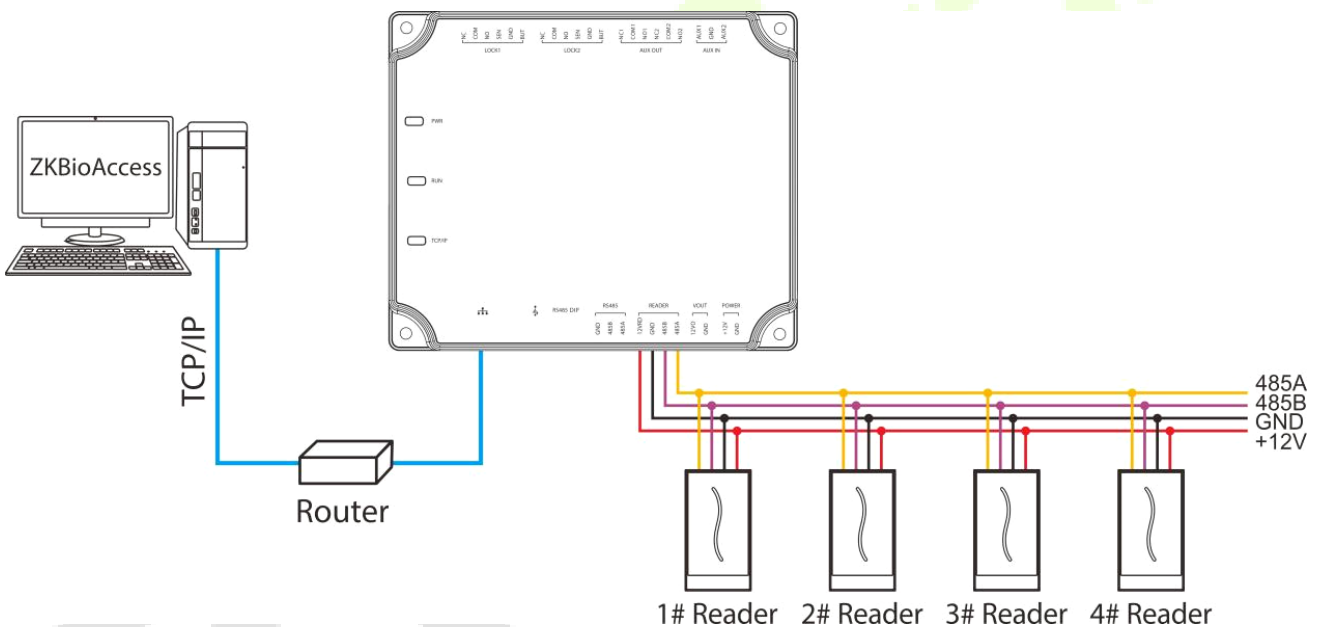 NC COM NO SEN GND BUT
LOCK1
NC COM NO SEN GND BUT
LOCK2
NC1 COM1 NO1 NC2 COM2 NO2
AUX OUT
AUX1 GND AUX2
AUX IN
PWR
RUN
TCP/IP
ZKBioAccess
TCP/IP
Router
RS485 DIP
RS485
GND 485B 485A
READER
12VRD GND 485B 485A
I/OUT
12VO GND
POWER
+12V GND
485A
485B
GND
+12V
1# Reader
2# Reader
3# Reader
4# Reader